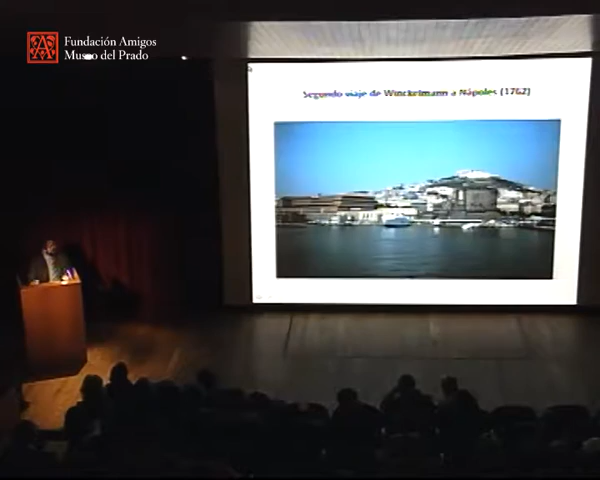 Fundación Amigos
Museo del Prado
Segundo viaje de Winckelmann a Nápoles (1762)